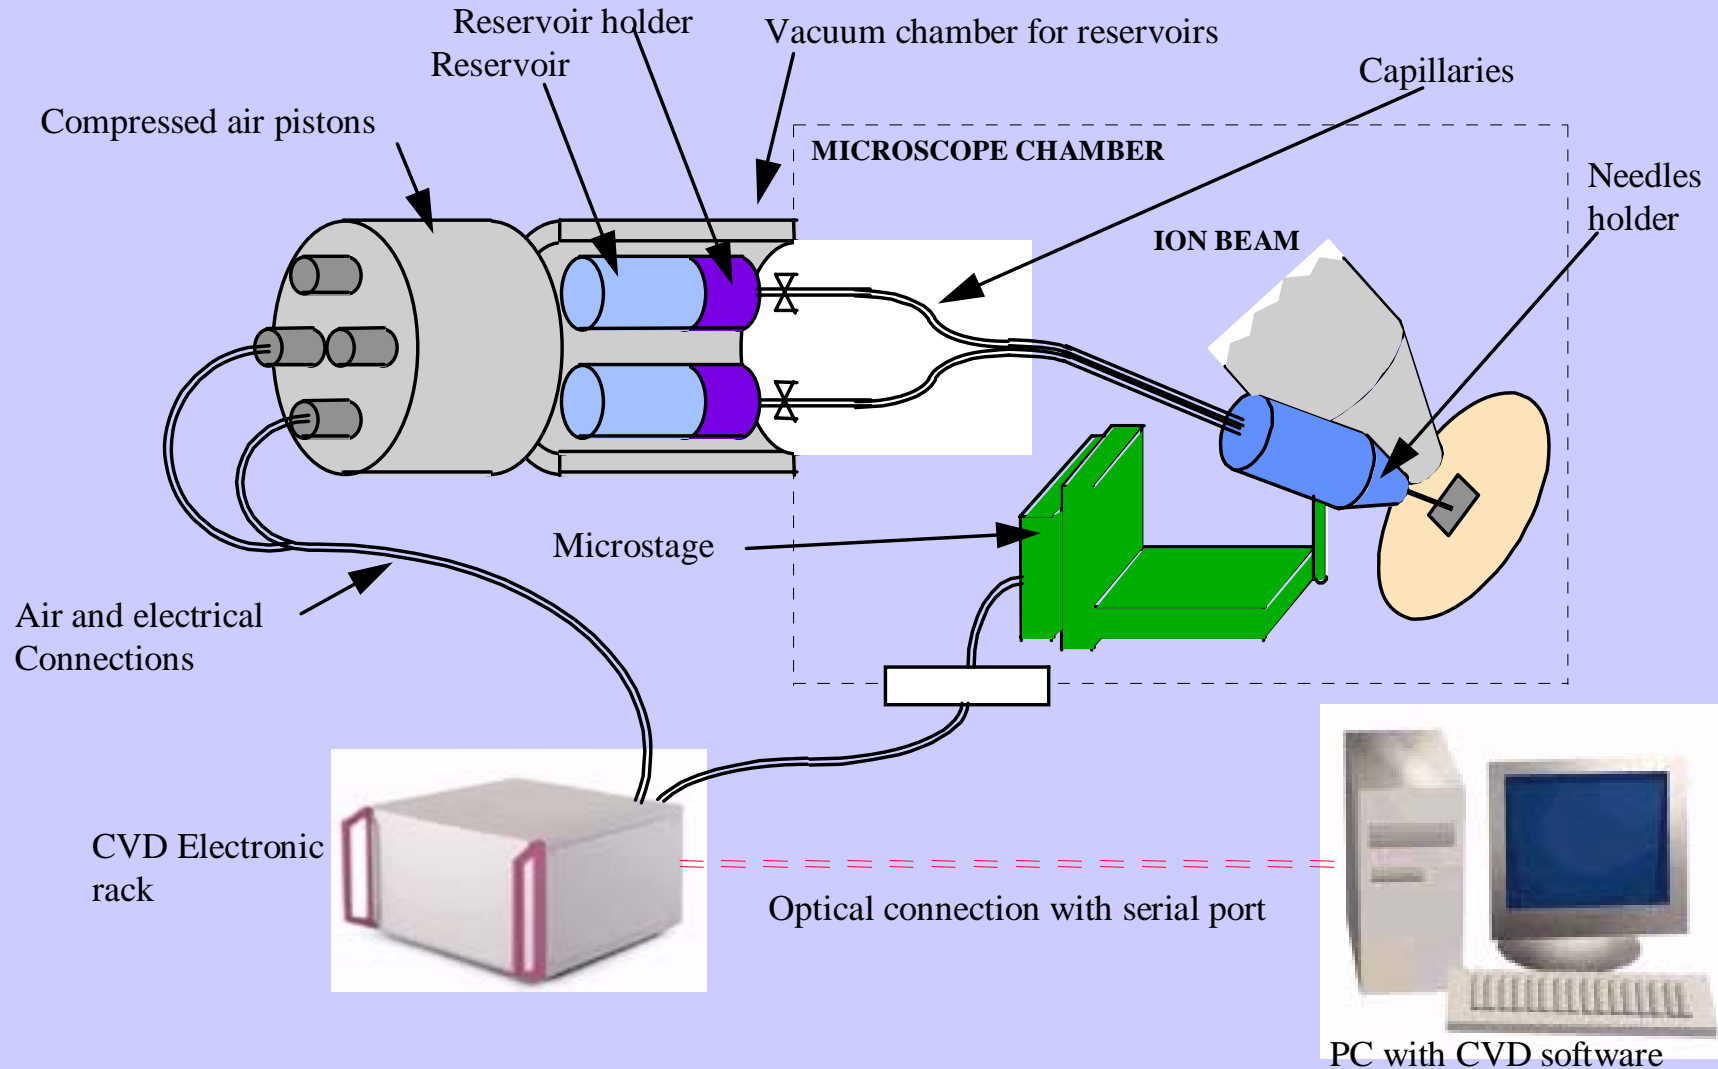 Reservoir holder
Reservoir
Vacuum chamber for reservoirs
Capillaries
Compressed air pistons
MICROSCOPE CHAMBER
Needles
holder
ION BEAM
Microstage
Air and electrical
Connections
CVD Electronic
rack
Optical connection with serial port
PC with CVD software